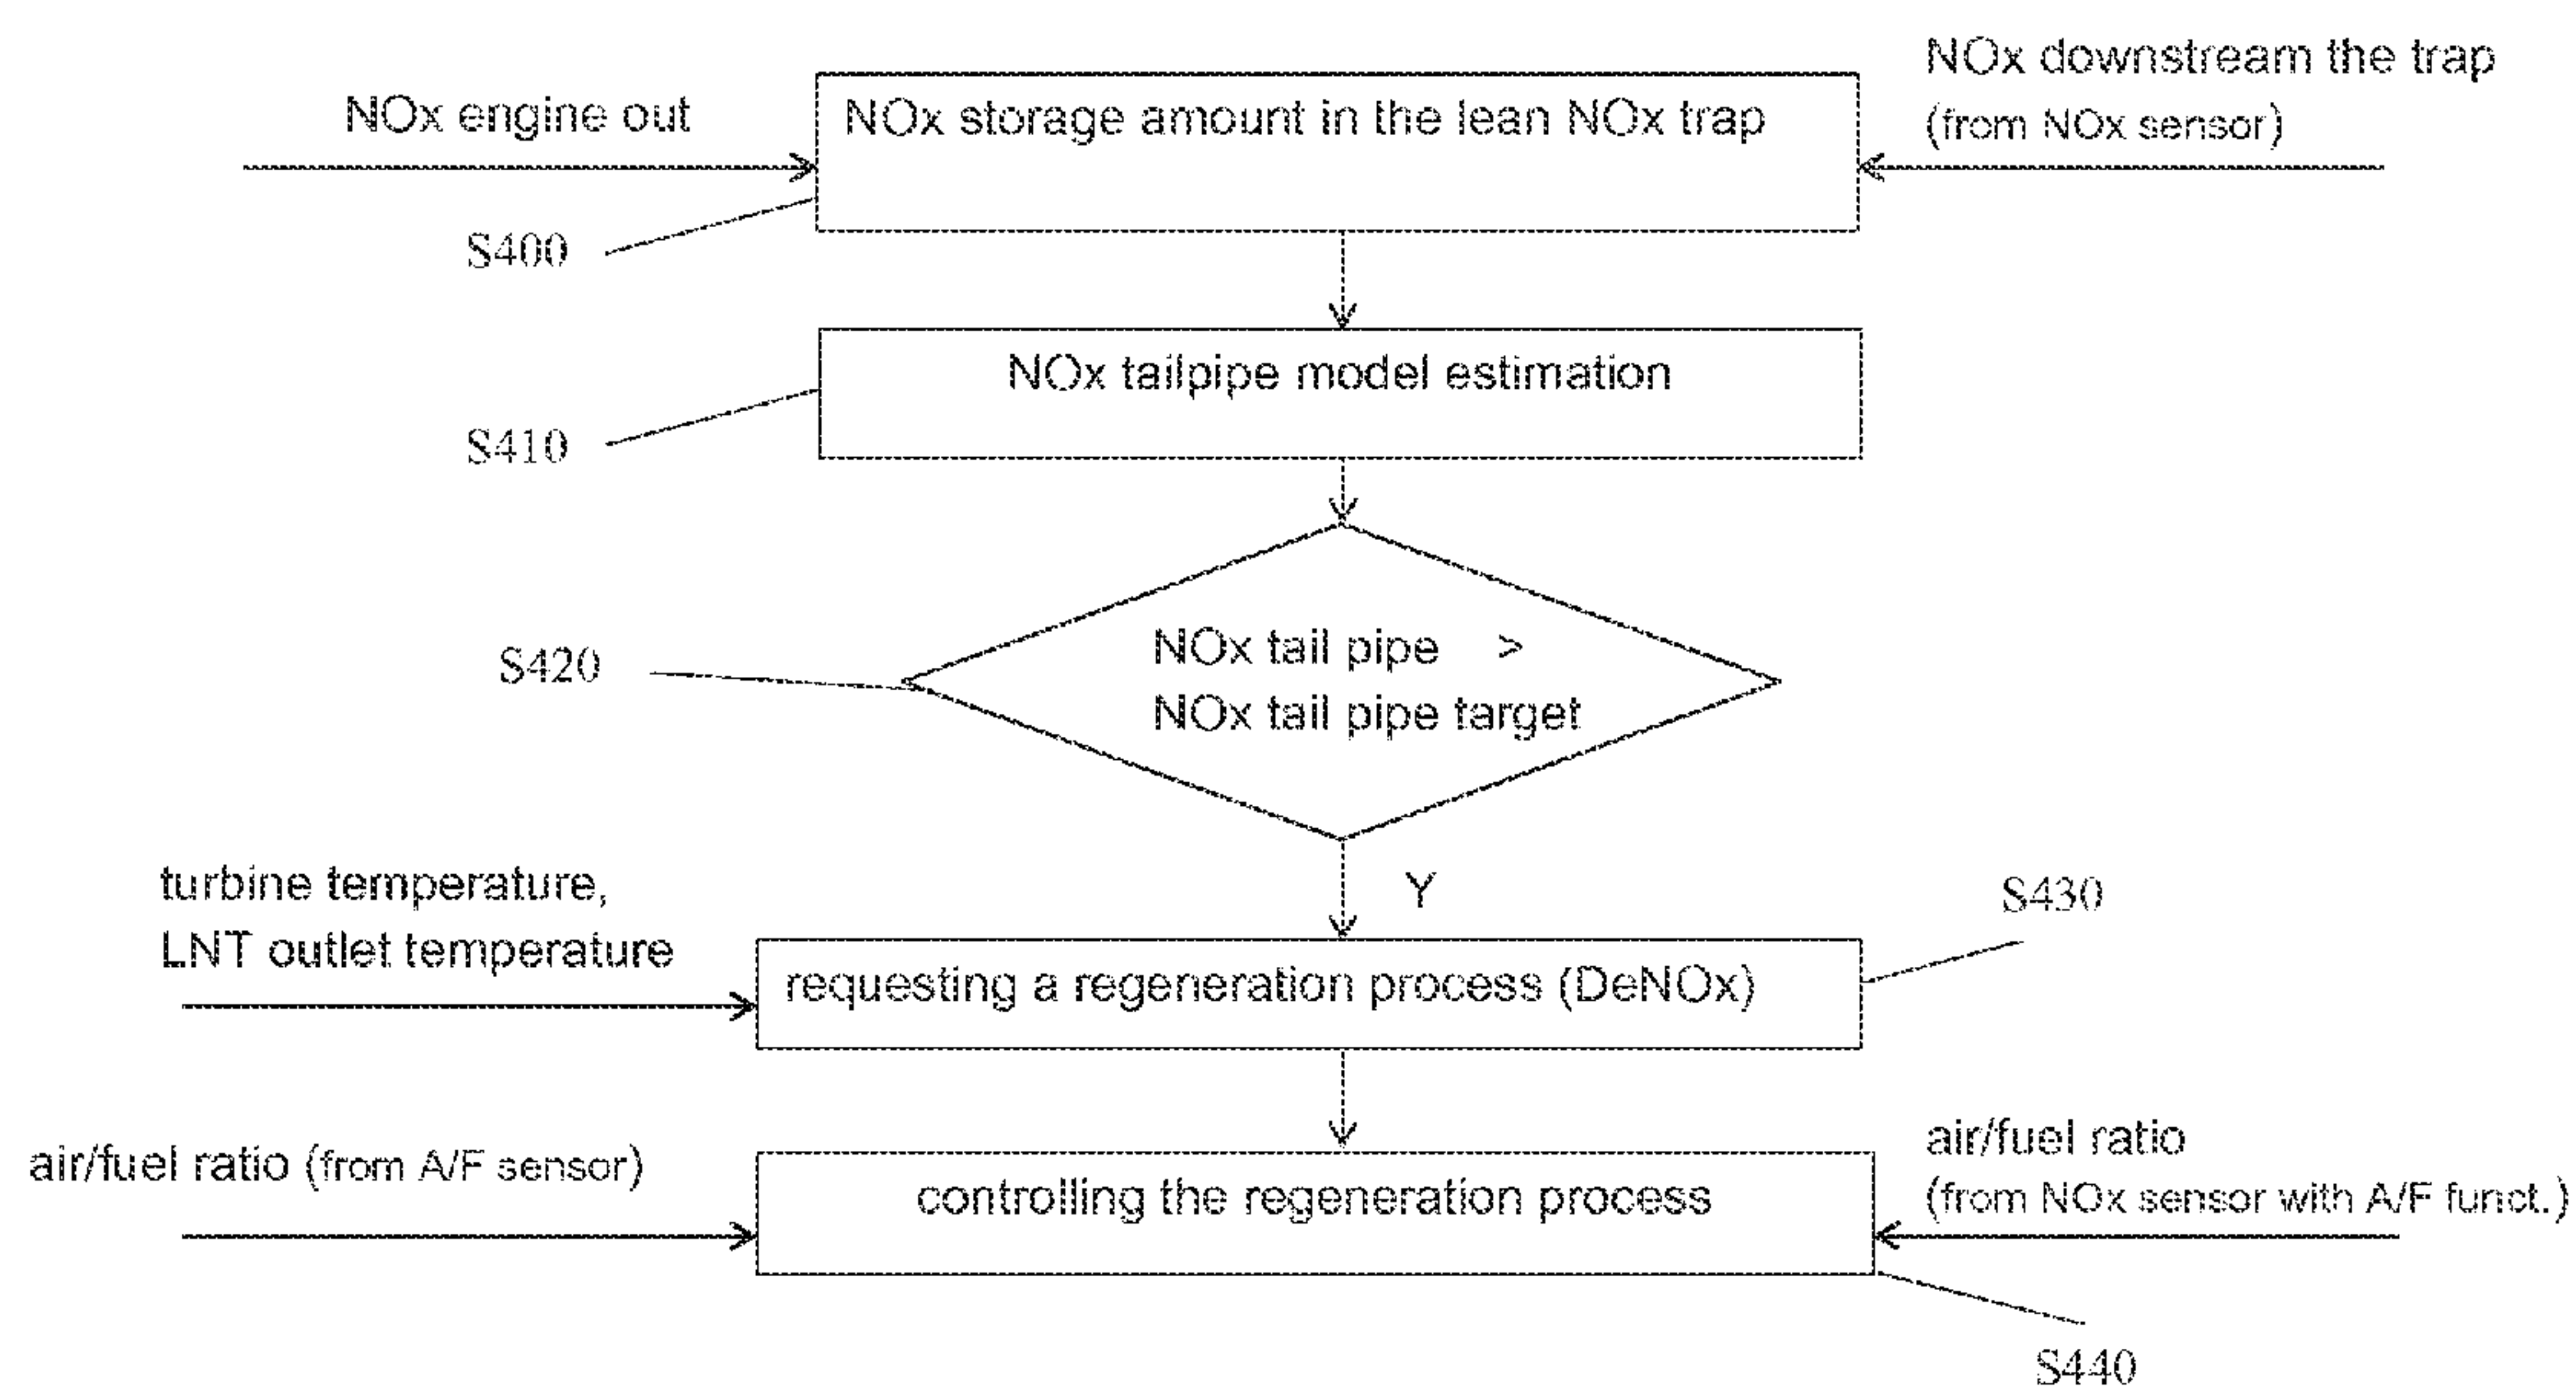 NOx engine out
NOx storage amount in the lean NOx trap
NOx downstream the trap
(from NOx sensor)
S400
NOx tailpipe model estimation
S410
S420
NOx tail pipe >
NOx tail pipe target
turbine temperature,
LNT outlet temperature
Y
S430
requesting a regeneration process (DeNOx)
air/fuel ratio (from A/F sensor)
controlling the regeneration process
air/fuel ratio
(from NOx sensor with A/F funct.)
S440